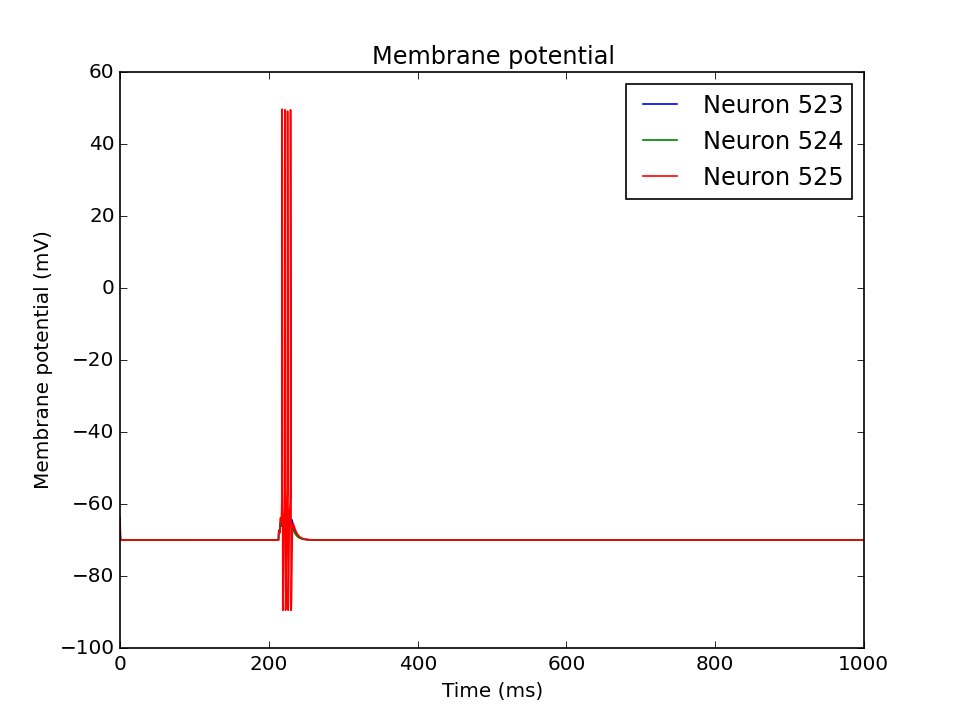 Membrane potential
60
40
20
0
−20
−40
−60
−80
−100
Membrane potential (mV)
Neuron 523
Neuron 524
Neuron 525
0 200 400 600 800 1000
Time (ms)